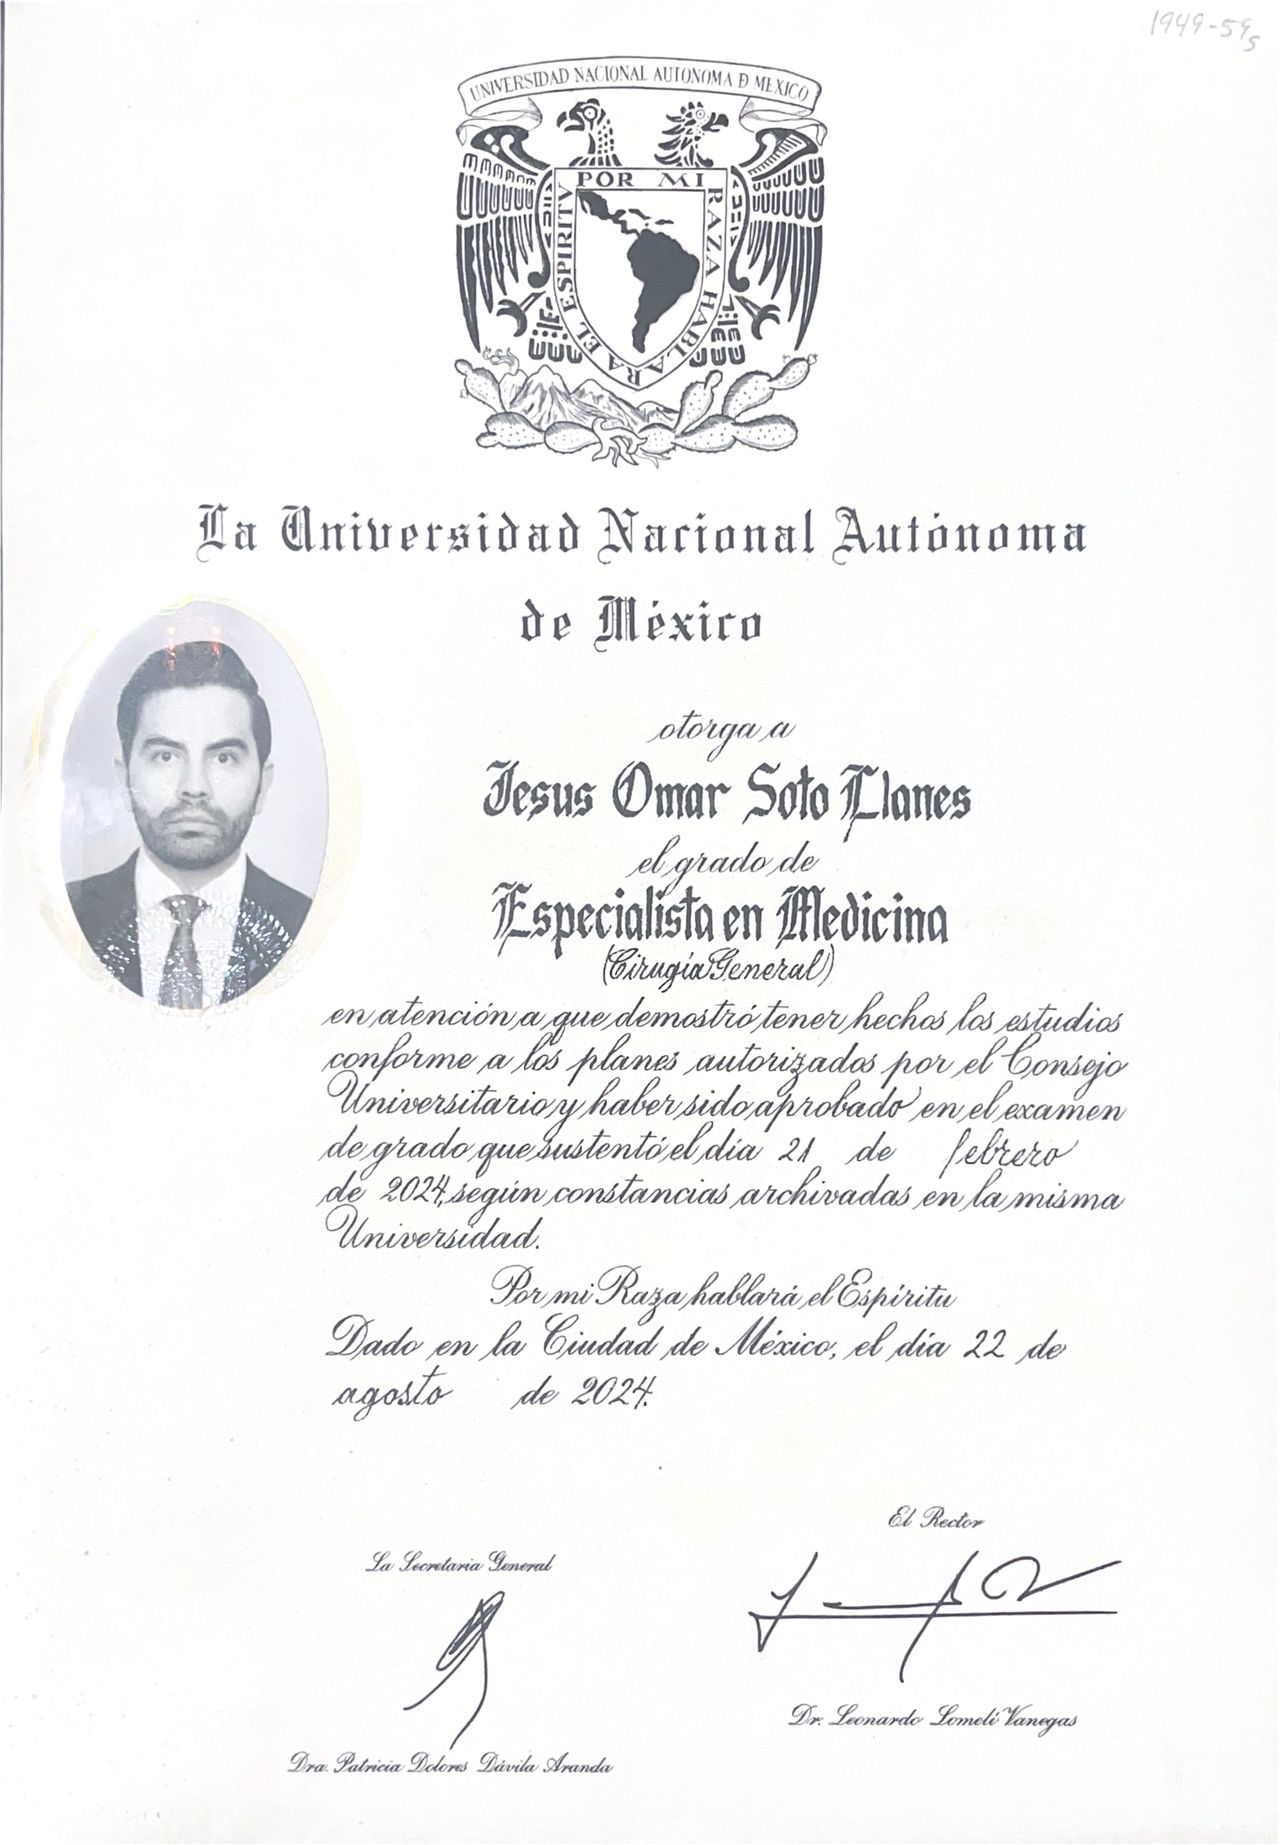 1949-595
UNIVERSIDAD NACIONAL AUTONOMA D MEXICO
POR MI RAZA HABLARA EL ESPIRITV
La Universidad Nacional Autónoma
de México
otorga a
Jesus Omar Soto Llanes
el grado de
Especialista en Medicina
(Cirugía General)
en atención a que demostró tener hechos los estudios
conforme a los planes autorizados por el Consejo
Universitario y haber sido aprobado en el examen
de grado que sustentó el día 21 de febrero
de 2024, según constancias archivadas en la misma
Universidad.
Por mi Raza hablará el Espíritu
Dado en la Ciudad de México, el día 22 de
agosto de 2024.
El Rector
La Secretaria General
Dr. Leonardo Lomelí Vanegas
Dra. Patricia Dolores Dávila Aranda